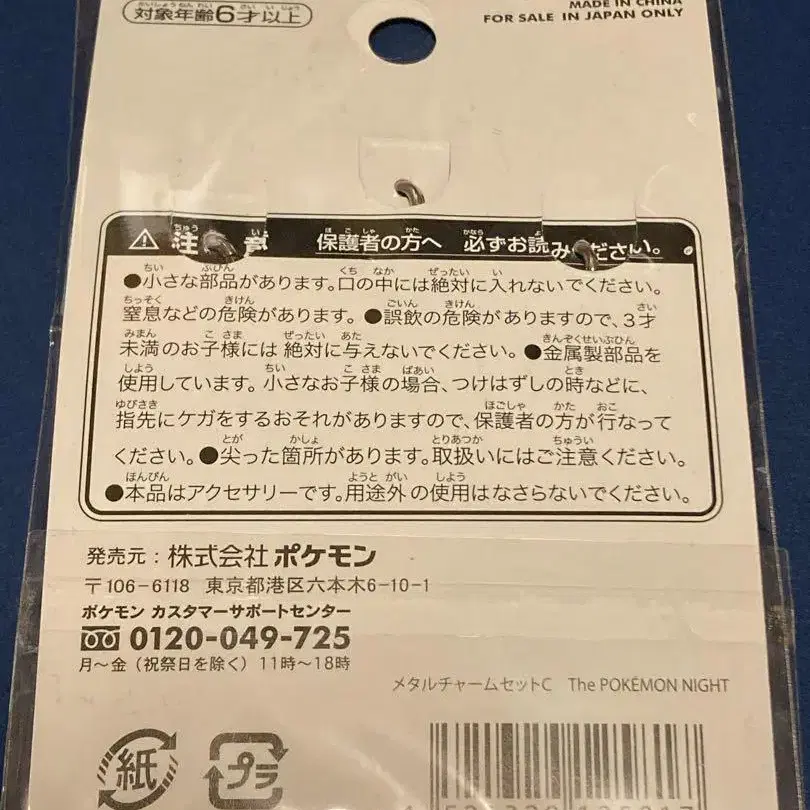 対象年齢6才以上
MADE IN CHINA
FOR SALE IN JAPAN ONLY
注 意 保護者の方へ 必ずお読みください。
●小さな部品があります。口の中には絶対に入れないでください。
窒息などの危険があります。●誤飲の危険がありますので、3才
未満のお子様には絶対に与えないでください。●金属製部品を
使用しています。小さなお子様の場合、つけはずしの時などに、
指先にケガをするおそれがありますので、保護者の方が行なって
ください。●尖った箇所があります。取扱いにはご注意ください。
●本品はアクセサリーです。用途外の使用はなさらないでください。
発売元：株式会社ポケモン
〒106-6118 東京都港区六本木6-10-1
ポケモン カスタマーサポートセンター
0120-049-725
月～金（祝祭日を除く）11時～18時
メタルチャームセットC The POKÉMON NIGHT
紙
プラ